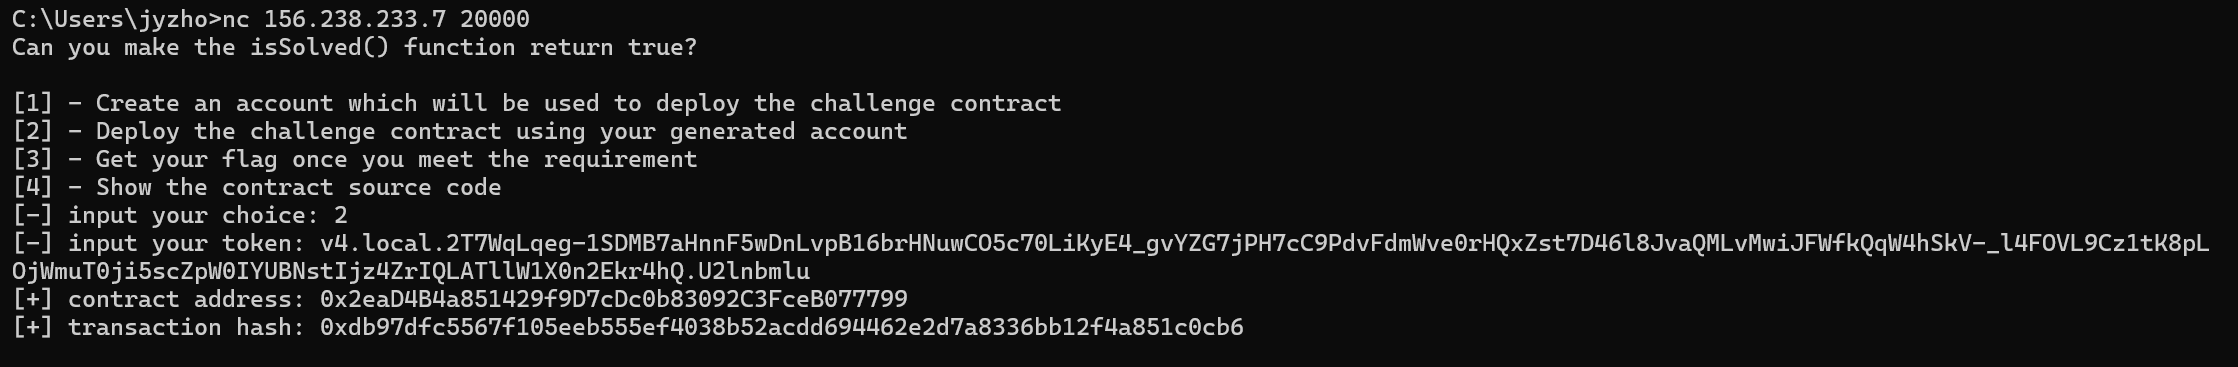 C:\Users\jyzho>nc 156.238.233.7 20000
Can you make the isSolved() function return true?
[1] - Create an account which will be used to deploy the challenge contract
[2] - Deploy the challenge contract using your generated account
[3] - Get your flag once you meet the requirement
[4] - Show the contract source code
[-] input your choice: 2
[-] input your token: v4.local.2T7WqLqeg-1SDMB7aHnnF5wDnLvpB16brHNuwCO5c70LiKyE4_gvYZG7jPH7cC9PdvFdmWve0rHQxZst7D46l8JvaQMLvMwiJFWfkQqW4hSkV-_l4FOVL9Cz1tK8pL
OjWmuT0ji5scZpW0IYUBNstIjz4ZrIQLATllW1X0n2Ekr4hQ.U2lnbmlu
[+] contract address: 0x2eaD4B4a851429f9D7cDc0b83092C3FceB077799
[+] transaction hash: 0xdb97dfc5567f105eeb555ef4038b52acdd694462e2d7a8336bb12f4a851c0cb6